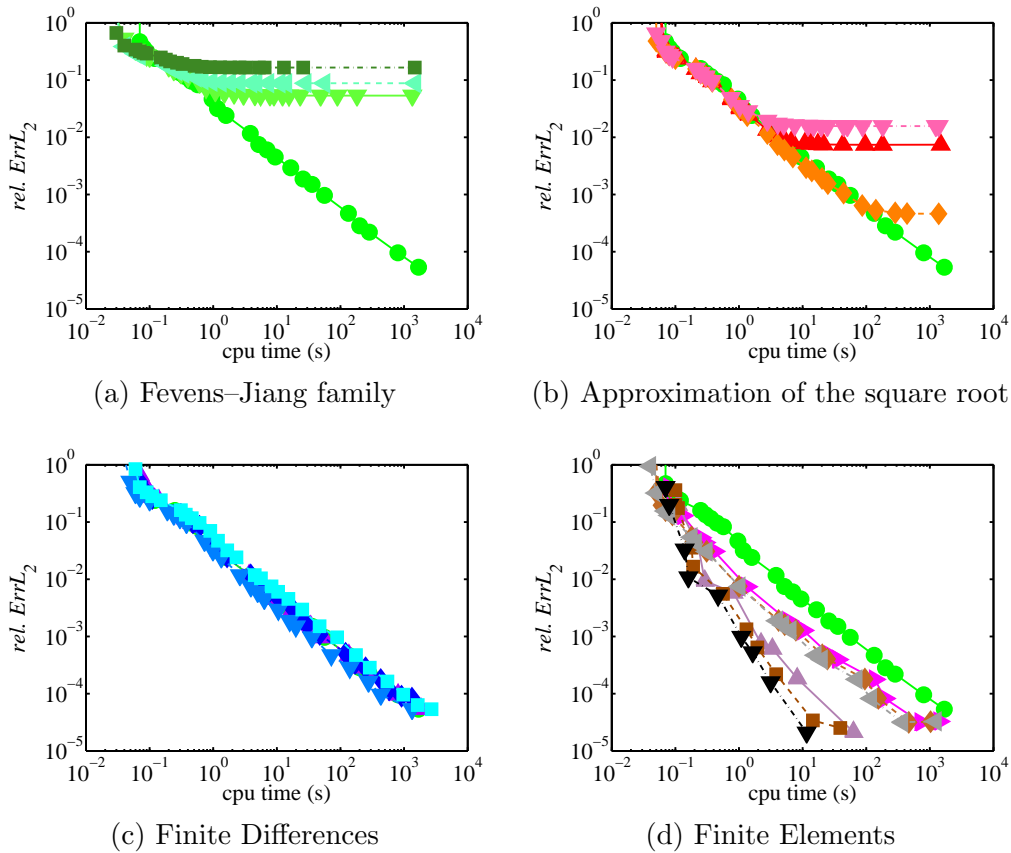 10^0
10^−1
10^−2
10^−3
10^−4
10^−5
rel. ErrL_2
10^−2 10^−1 10^0 10^1 10^2 10^3 10^4
cpu time (s)
(a) Fevens–Jiang family
10^0
10^−1
10^−2
10^−3
10^−4
10^−5
rel. ErrL_2
10^−2 10^−1 10^0 10^1 10^2 10^3 10^4
cpu time (s)
(b) Approximation of the square root
10^0
10^−1
10^−2
10^−3
10^−4
10^−5
rel. ErrL_2
10^−2 10^−1 10^0 10^1 10^2 10^3 10^4
cpu time (s)
(c) Finite Differences
10^0
10^−1
10^−2
10^−3
10^−4
10^−5
rel. ErrL_2
10^−2 10^−1 10^0 10^1 10^2 10^3 10^4
cpu time (s)
(d) Finite Elements